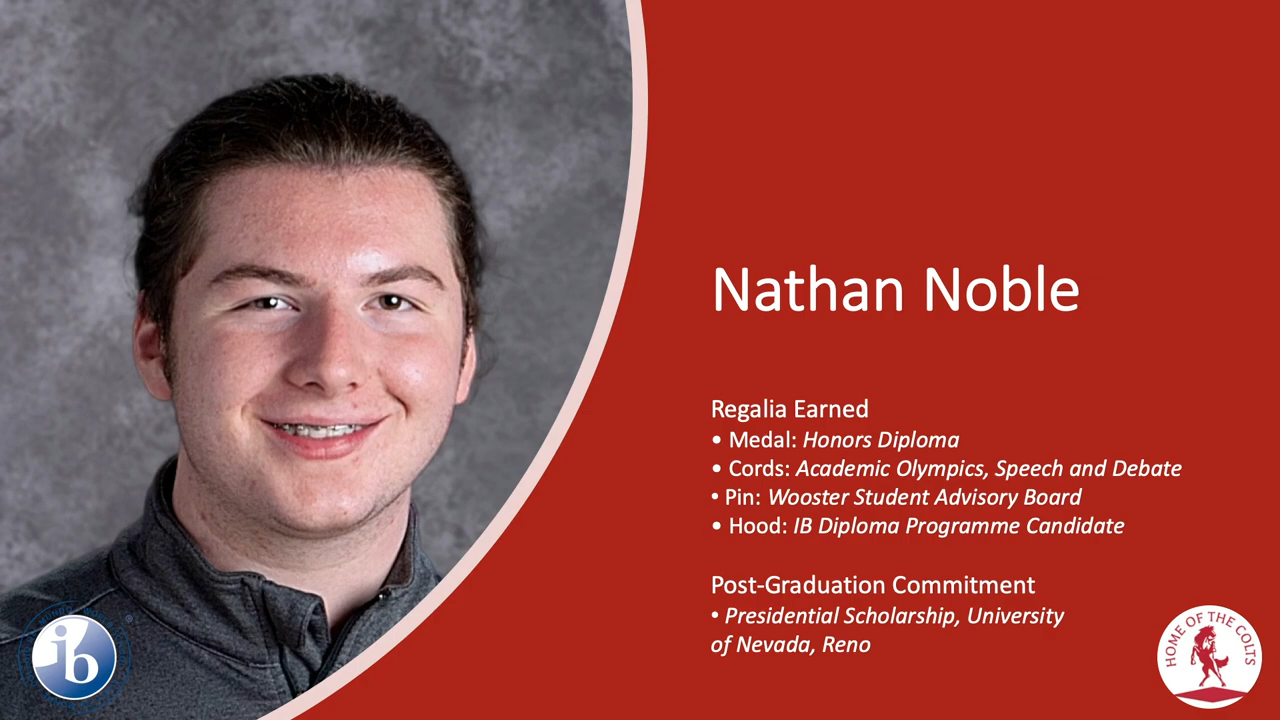 Nathan Noble
Regalia Earned
• Medal: Honors Diploma
• Cords: Academic Olympics, Speech and Debate
• Pin: Wooster Student Advisory Board
• Hood: IB Diploma Programme Candidate
Post-Graduation Commitment
• Presidential Scholarship, University
of Nevada, Reno
ib
HOME OF THE COLTS